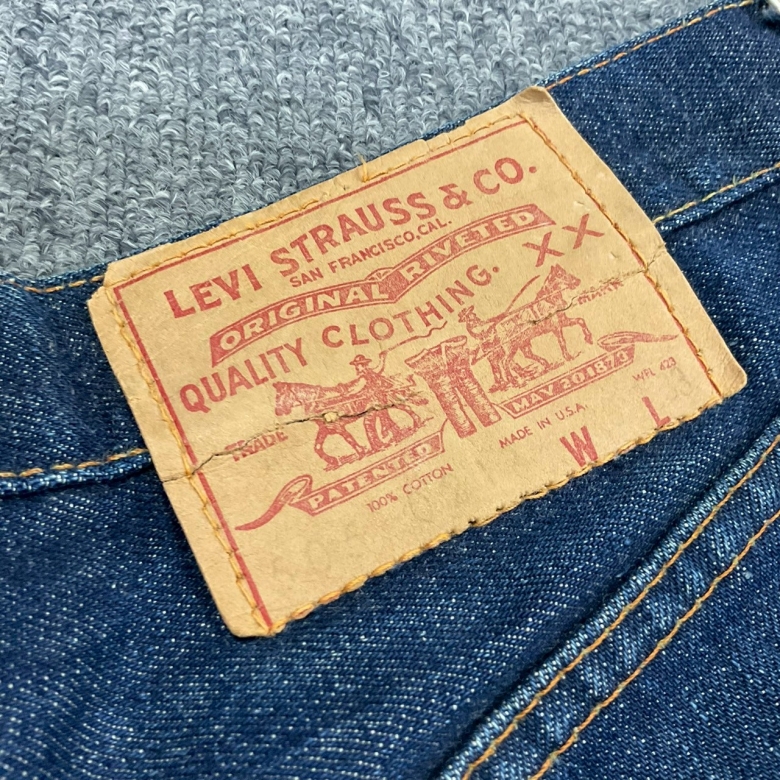 LEVI STRAUSS & CO.
SAN FRANCISCO, CAL.
ORIGINAL RIVETED
QUALITY CLOTHING. XX
TRADE MARK
PATENTED MAY 20 1873
100% COTTON MADE IN U.S.A. WPL 423
W L